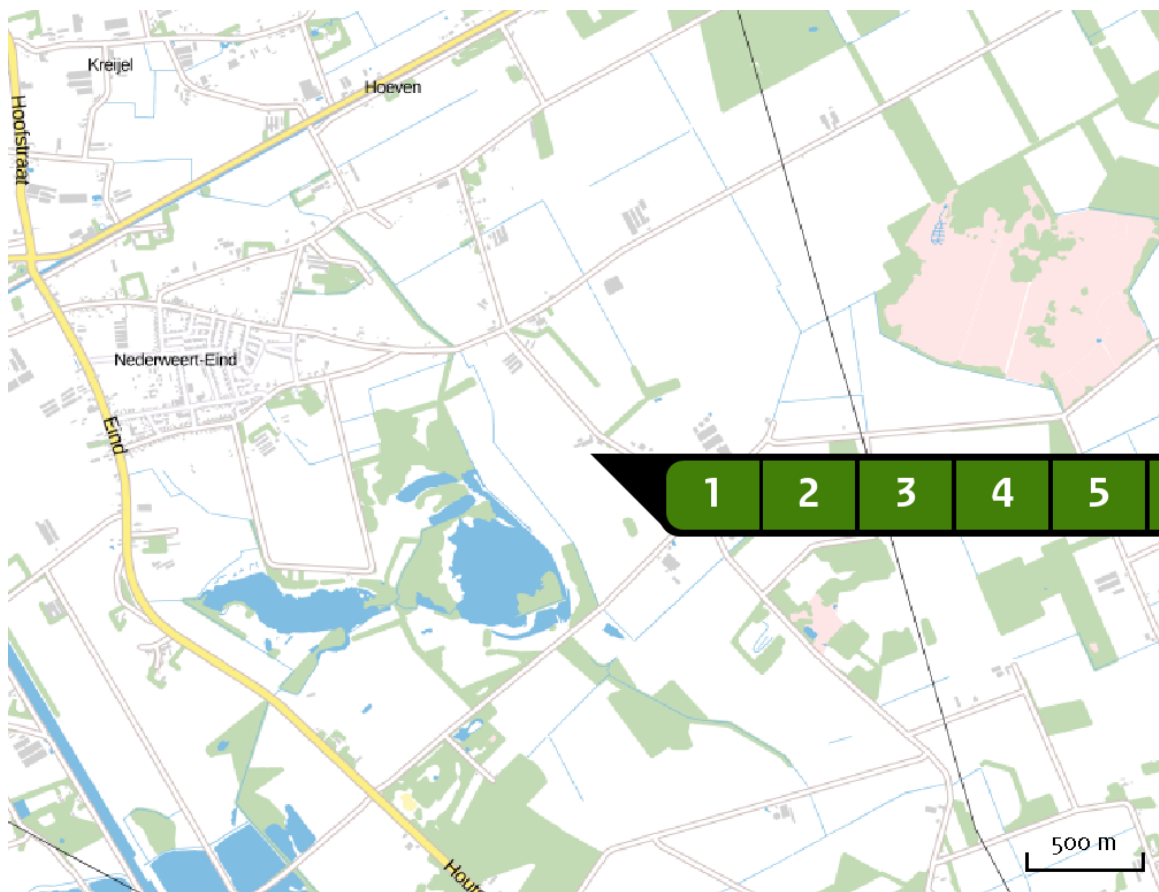 Kreijel
Hoeven
Hoofstraat
Nederweert-Eind
Eind
1 2 3 4 5
500 m